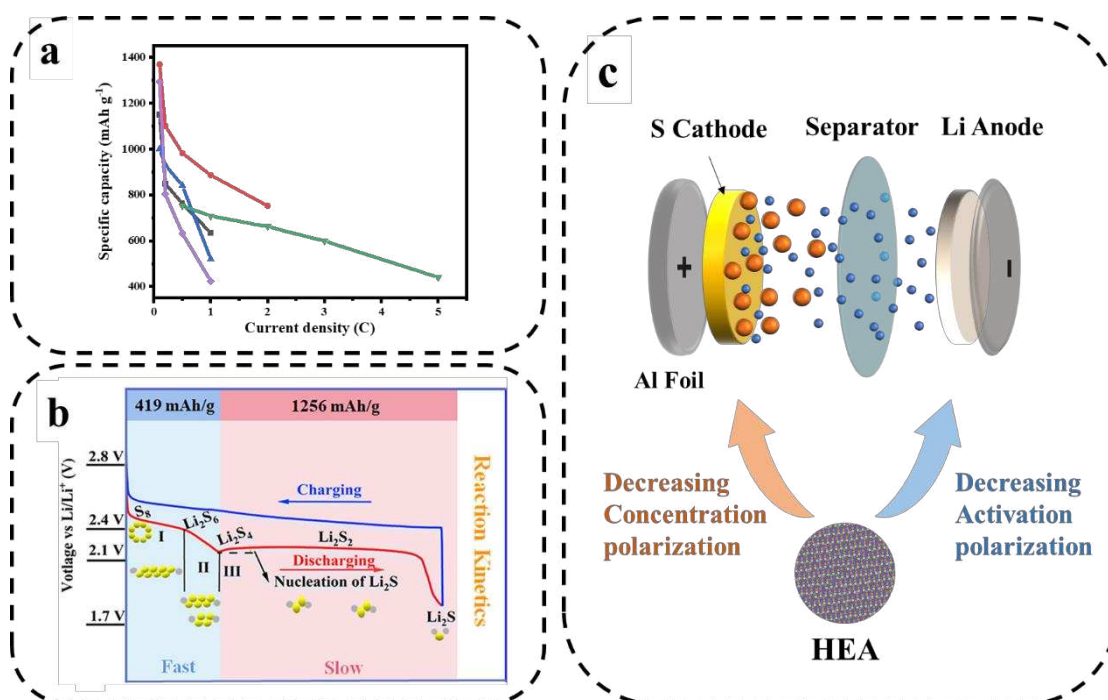 a
1400
1200
1000
800
600
400
Specific capacity (mAh g⁻¹)
0 1 2 3 4 5
Current density (C)
b
419 mAh/g 1256 mAh/g
Votlage vs Li/Li⁺ (V)
2.8 V
2.4 V
2.1 V
1.7 V
Charging
S₈
I
Li₂S₆
Li₂S₄
Li₂S₂
II
III
Discharging
Nucleation of Li₂S
Li₂S
Fast Slow
Reaction Kinetics
c
S Cathode Separator Li Anode
+ -
Al Foil
Decreasing
Concentration
polarization
Decreasing
Activation
polarization
HEA